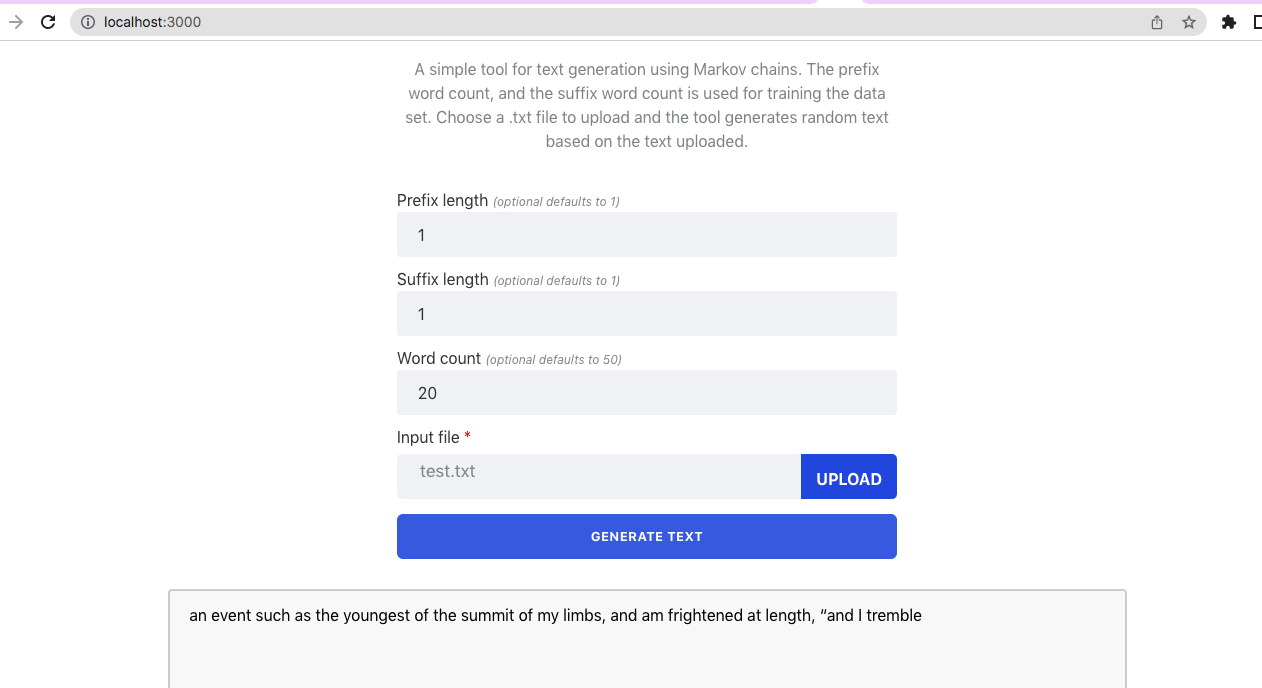 localhost:3000
A simple tool for text generation using Markov chains. The prefix
word count, and the suffix word count is used for training the data
set. Choose a .txt file to upload and the tool generates random text
based on the text uploaded.
Prefix length (optional defaults to 1)
1
Suffix length (optional defaults to 1)
1
Word count (optional defaults to 50)
20
Input file *
test.txt
UPLOAD
GENERATE TEXT
an event such as the youngest of the summit of my limbs, and am frightened at length, “and I tremble